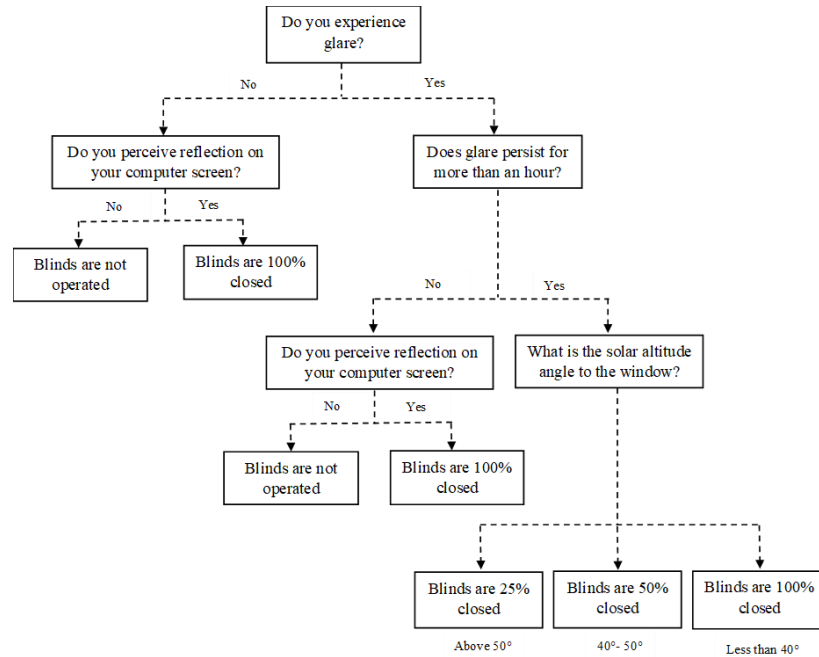 Do you experience
glare?
No
Yes
Do you perceive reflection on
your computer screen?
Does glare persist for
more than an hour?
No
Yes
Blinds are not
operated
Blinds are 100%
closed
No
Yes
Do you perceive reflection on
your computer screen?
What is the solar altitude
angle to the window?
No
Yes
Blinds are not
operated
Blinds are 100%
closed
Blinds are 25%
closed
Blinds are 50%
closed
Blinds are 100%
closed
Above 50°
40°- 50°
Less than 40°